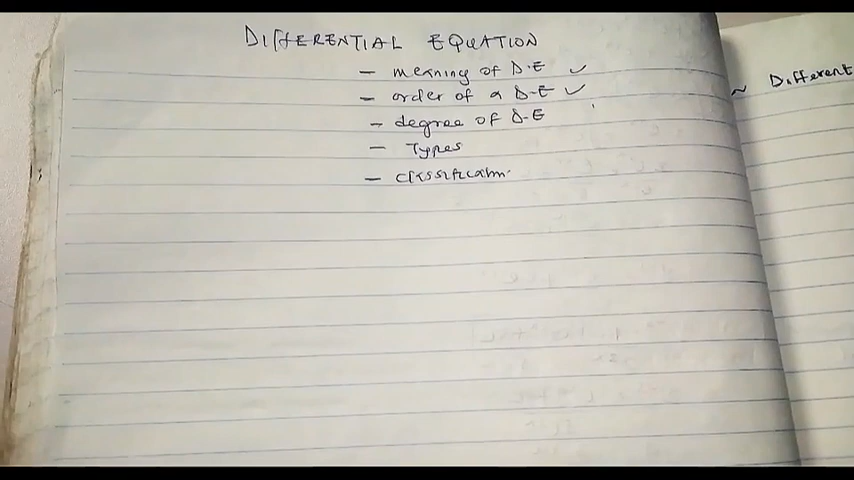 DIFFERENTIAL EQUATION
- meaning of D.E ✓
- order of a D.E ✓
- degree of D.E
- Types
- classification
~ Different